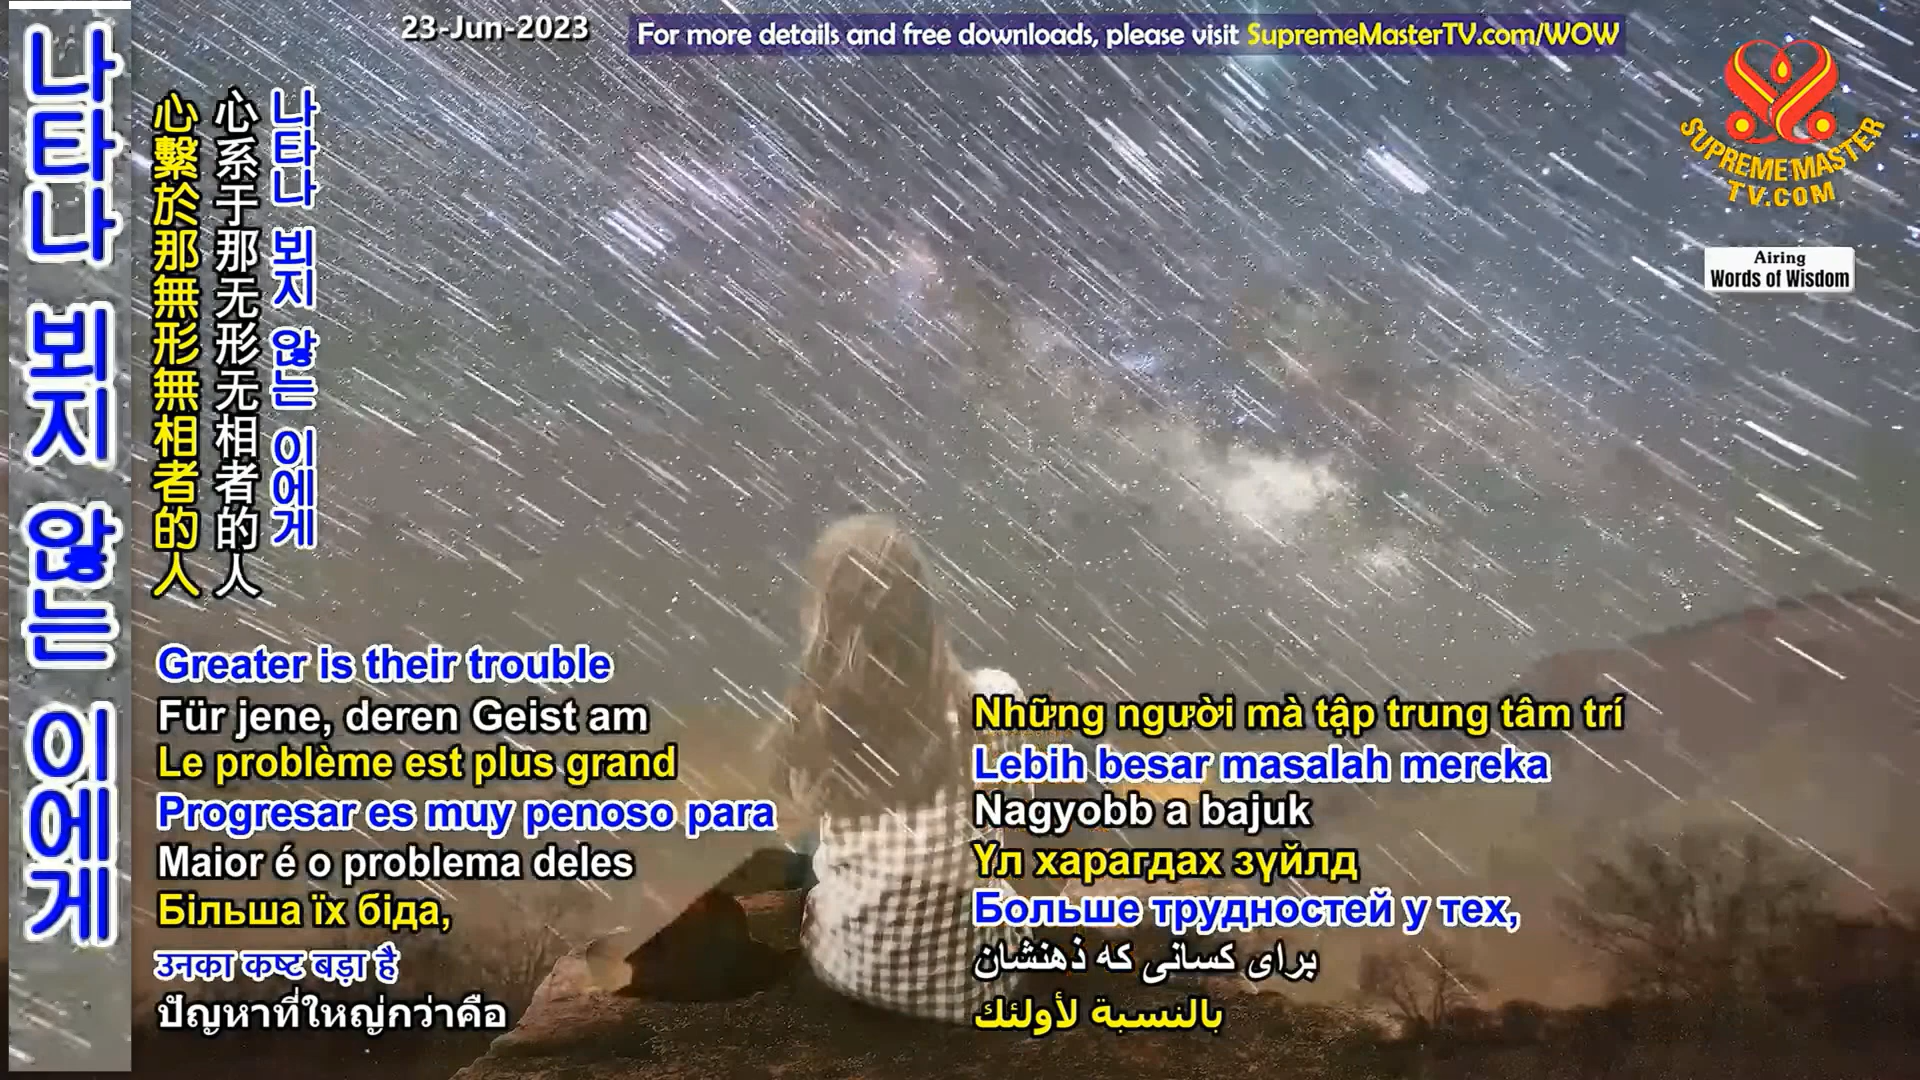 23-Jun-2023
For more details and free downloads, please visit SupremeMasterTV.com/WOW
SUPREME MASTER
TV.COM
Airing
Words of Wisdom
나타나 뵈지 않는 이에게
心繫於那無形無相者的人
心系于那无形无相者的人
나타나 뵈지 않는 이에게
Greater is their trouble
Für jene, deren Geist am
Le problème est plus grand
Progresar es muy penoso para
Maior é o problema deles
Більша їх біда,
उनका कष्ट बड़ा है
ปัญหาที่ใหญ่กว่าคือ
Những người mà tập trung tâm trí
Lebih besar masalah mereka
Nagyobb a bajuk
Үл харагдах зүйлд
Больше трудностей у тех,
برای کسانی که ذهنشان
بالنسبة لأولئك